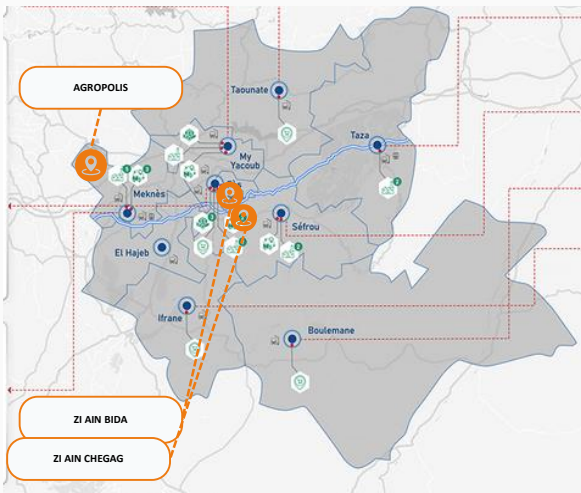 AGROPOLIS
Taounate
Taza
My
Yacoub
Meknès
Séfrou
El Hajeb
Ifrane
Boulemane
ZI AIN BIDA
ZI AIN CHEGAG